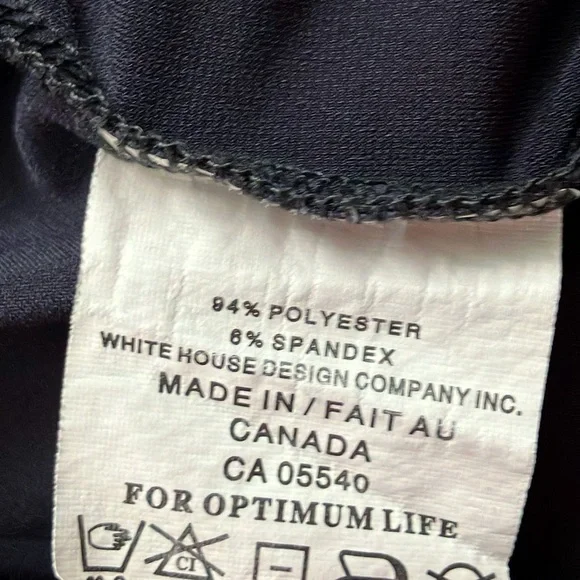 94% POLYESTER
6% SPANDEX
WHITE HOUSE DESIGN COMPANY INC.
MADE IN / FAIT AU
CANADA
CA 05540
FOR OPTIMUM LIFE
CI